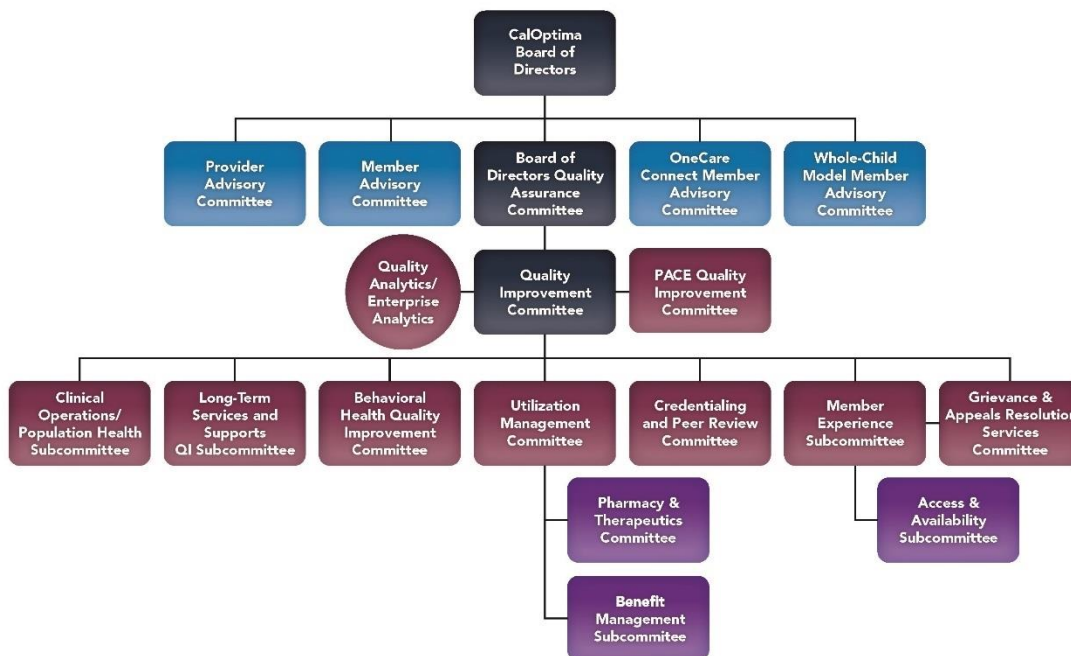 CalOptima
Board of
Directors
Provider
Advisory
Committee
Member
Advisory
Committee
Board of
Directors Quality
Assurance
Committee
OneCare
Connect Member
Advisory
Committee
Whole-Child
Model Member
Advisory
Committee
Quality
Analytics/
Enterprise
Analytics
Quality
Improvement
Committee
PACE Quality
Improvement
Committee
Clinical
Operations/
Population Health
Subcommittee
Long-Term
Services and
Supports
QI Subcommittee
Behavioral
Health Quality
Improvement
Committee
Utilization
Management
Committee
Credentialing
and Peer Review
Committee
Member
Experience
Subcommittee
Grievance &
Appeals Resolution
Services
Committee
Pharmacy &
Therapeutics
Committee
Access &
Availability
Subcommittee
Benefit
Management
Subcommitee